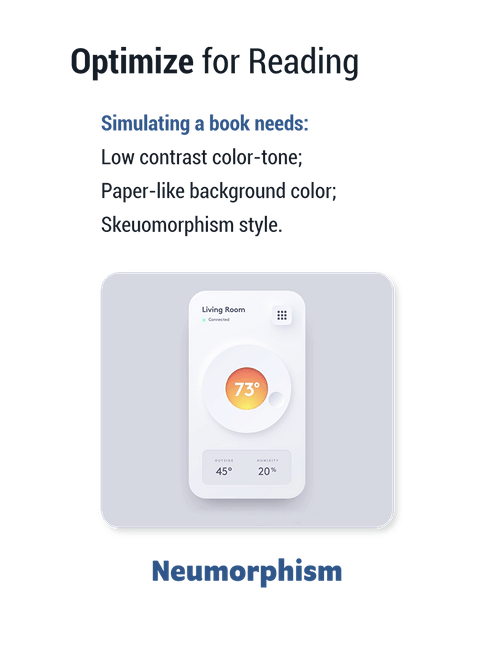 Optimize for Reading
Simulating a book needs:
Low contrast color-tone;
Paper-like background color;
Skeuomorphism style.
Living Room
Connected
73°
OUTSIDE HUMIDITY
45° 20%
Neumorphism